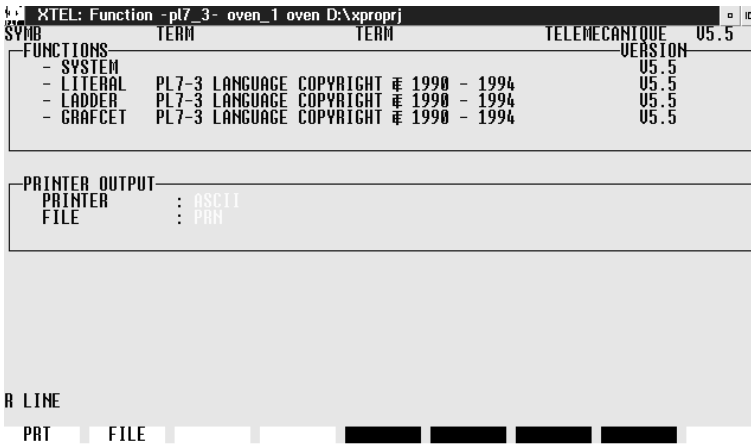 XTEL: Function -pl7_3- oven_1 oven D:\xproprj
SYMB TERM TERM TELEMECANIQUE V5.5
FUNCTIONS VERSION
- SYSTEM V5.5
- LITERAL PL7-3 LANGUAGE COPYRIGHT 1990 - 1994 V5.5
- LADDER PL7-3 LANGUAGE COPYRIGHT 1990 - 1994 V5.5
- GRAFCET PL7-3 LANGUAGE COPYRIGHT 1990 - 1994 V5.5
PRINTER OUTPUT
PRINTER : ASCII
FILE : PRN
R LINE
PRT FILE